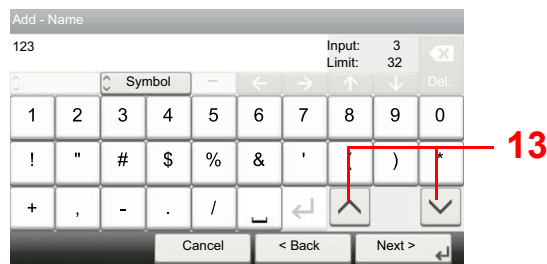 Add - Name
123 Input: 3
Limit: 32
Symbol Del.
1 2 3 4 5 6 7 8 9 0
! " # $ % & ' ( ) *
13
+ , - . /
Cancel < Back Next >